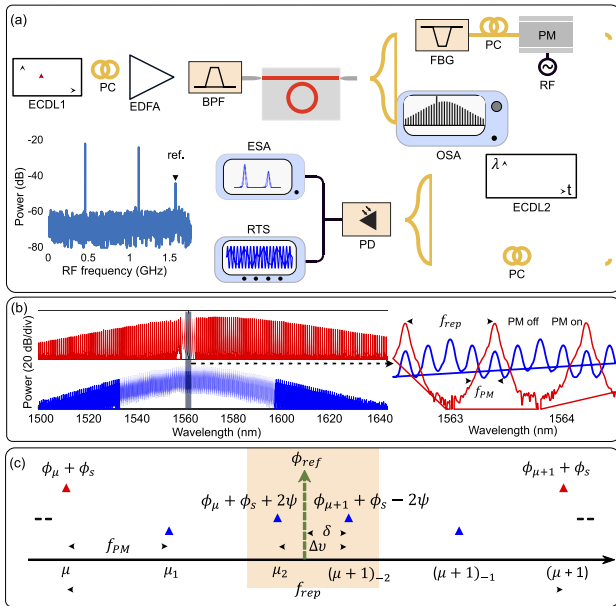 (a)
FBG
PC
PM
RF
ECDL1
PC
EDFA
BPF
OSA
ESA
RTS
PD
λ
t
ECDL2
PC
Power (dB)
-20
-40
-60
-80
ref.
0
0.5
1
1.5
RF frequency (GHz)
(b)
Power (20 dB/div)
1500
1520
1540
1560
1580
1600
1620
1640
Wavelength (nm)
f_rep
PM off
PM on
f_PM
1563
1564
Wavelength (nm)
(c)
ϕ_ref
ϕ_μ + ϕ_s
ϕ_μ + ϕ_s + 2ψ
ϕ_{μ+1} + ϕ_s − 2ψ
ϕ_{μ+1} + ϕ_s
δ
Δυ
f_PM
μ
μ_1
μ_2
(μ + 1)_{−2}
(μ + 1)_{−1}
(μ + 1)
f_rep